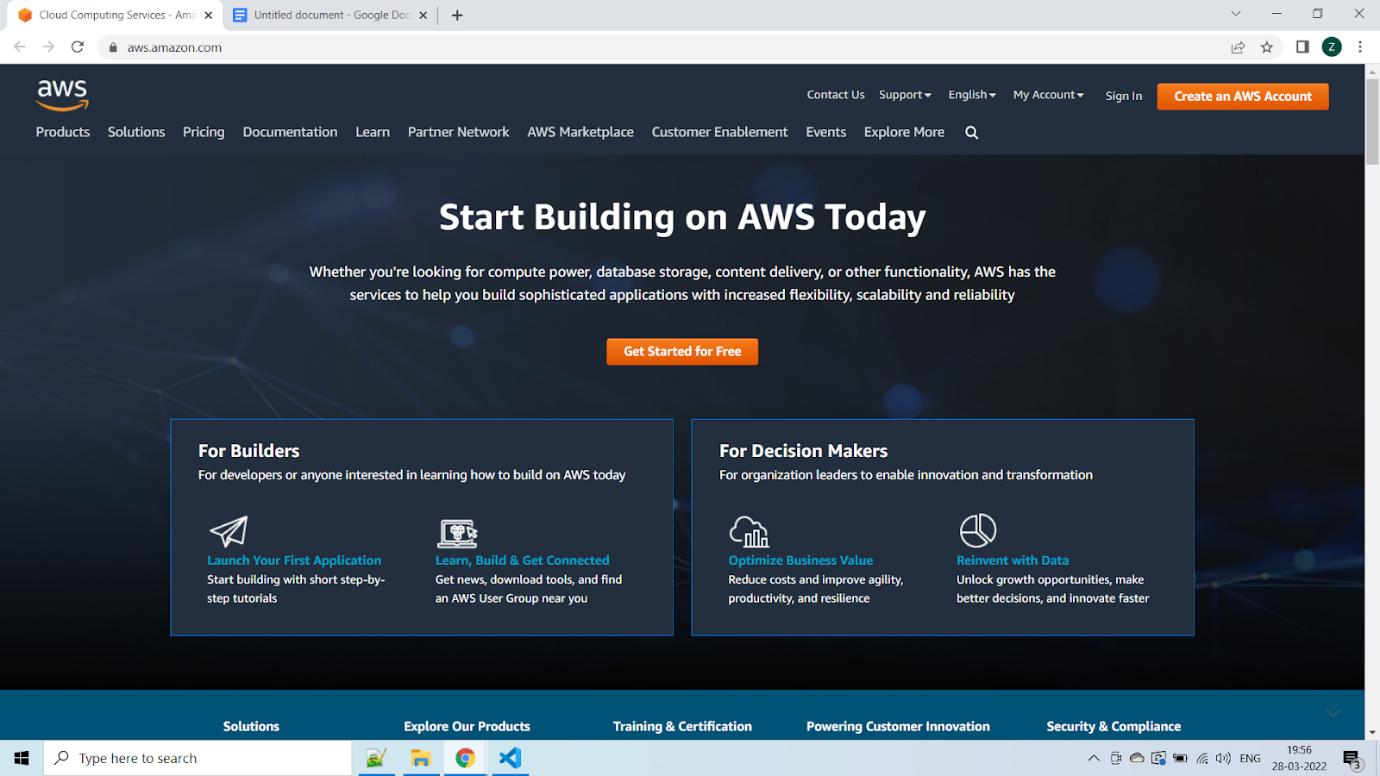 Cloud Computing Services - Ama
Untitled document - Google Doc
aws.amazon.com
Z
aws
Contact Us Support English My Account Sign In Create an AWS Account
Products Solutions Pricing Documentation Learn Partner Network AWS Marketplace Customer Enablement Events Explore More
Start Building on AWS Today
Whether you're looking for compute power, database storage, content delivery, or other functionality, AWS has the
services to help you build sophisticated applications with increased flexibility, scalability and reliability
Get Started for Free
For Builders
For developers or anyone interested in learning how to build on AWS today
Launch Your First Application
Start building with short step-by-
step tutorials
Learn, Build & Get Connected
Get news, download tools, and find
an AWS User Group near you
For Decision Makers
For organization leaders to enable innovation and transformation
Optimize Business Value
Reduce costs and improve agility,
productivity, and resilience
Reinvent with Data
Unlock growth opportunities, make
better decisions, and innovate faster
Solutions Explore Our Products Training & Certification Powering Customer Innovation Security & Compliance
Type here to search
ENG
19:56
28-03-2022
3